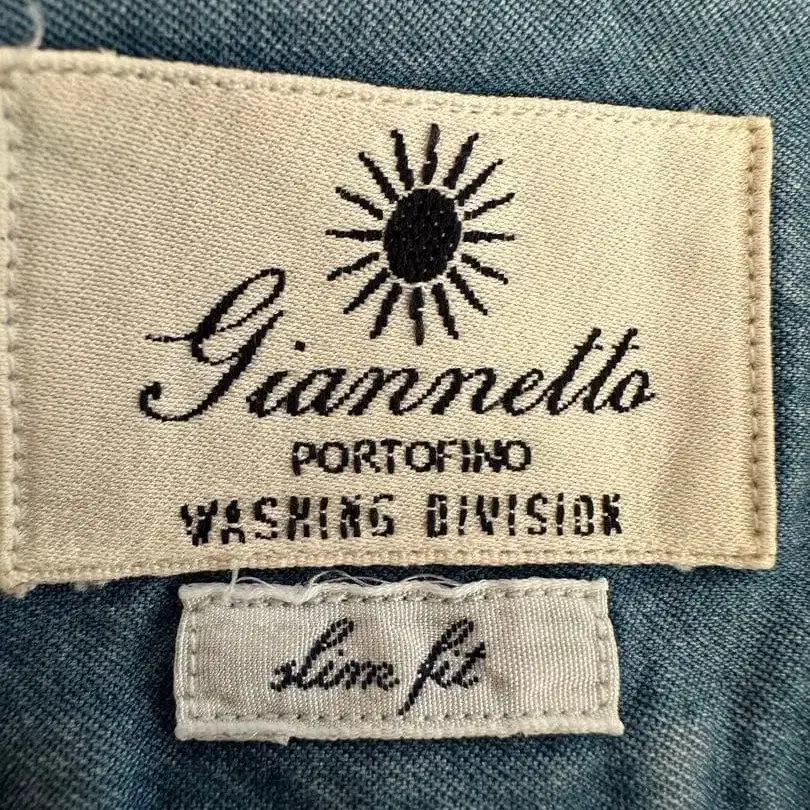 Giannetto
PORTOFINO
WASHING DIVISION
slim fit